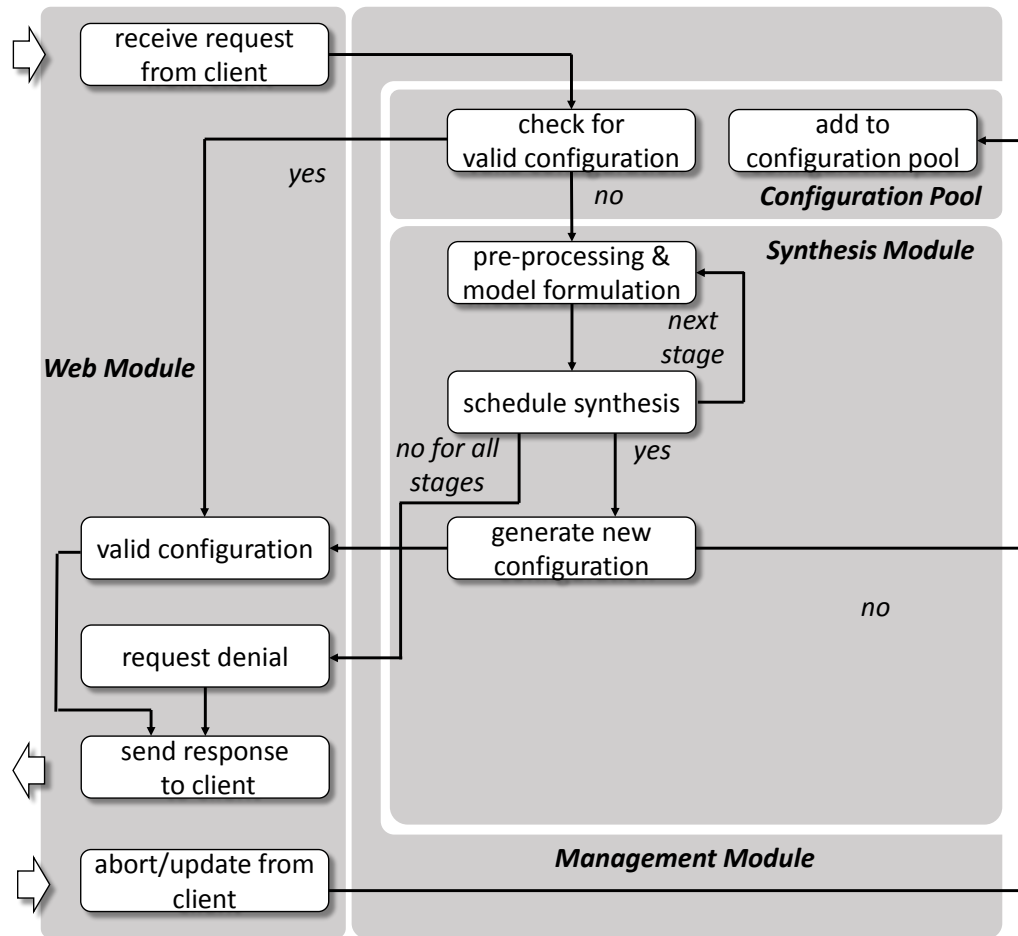 receive request
from client
check for
valid configuration
add to
configuration pool
yes
no
Configuration Pool
pre-processing &
model formulation
Synthesis Module
next
stage
Web Module
schedule synthesis
no for all
stages
yes
valid configuration
generate new
configuration
no
request denial
send response
to client
abort/update from
client
Management Module